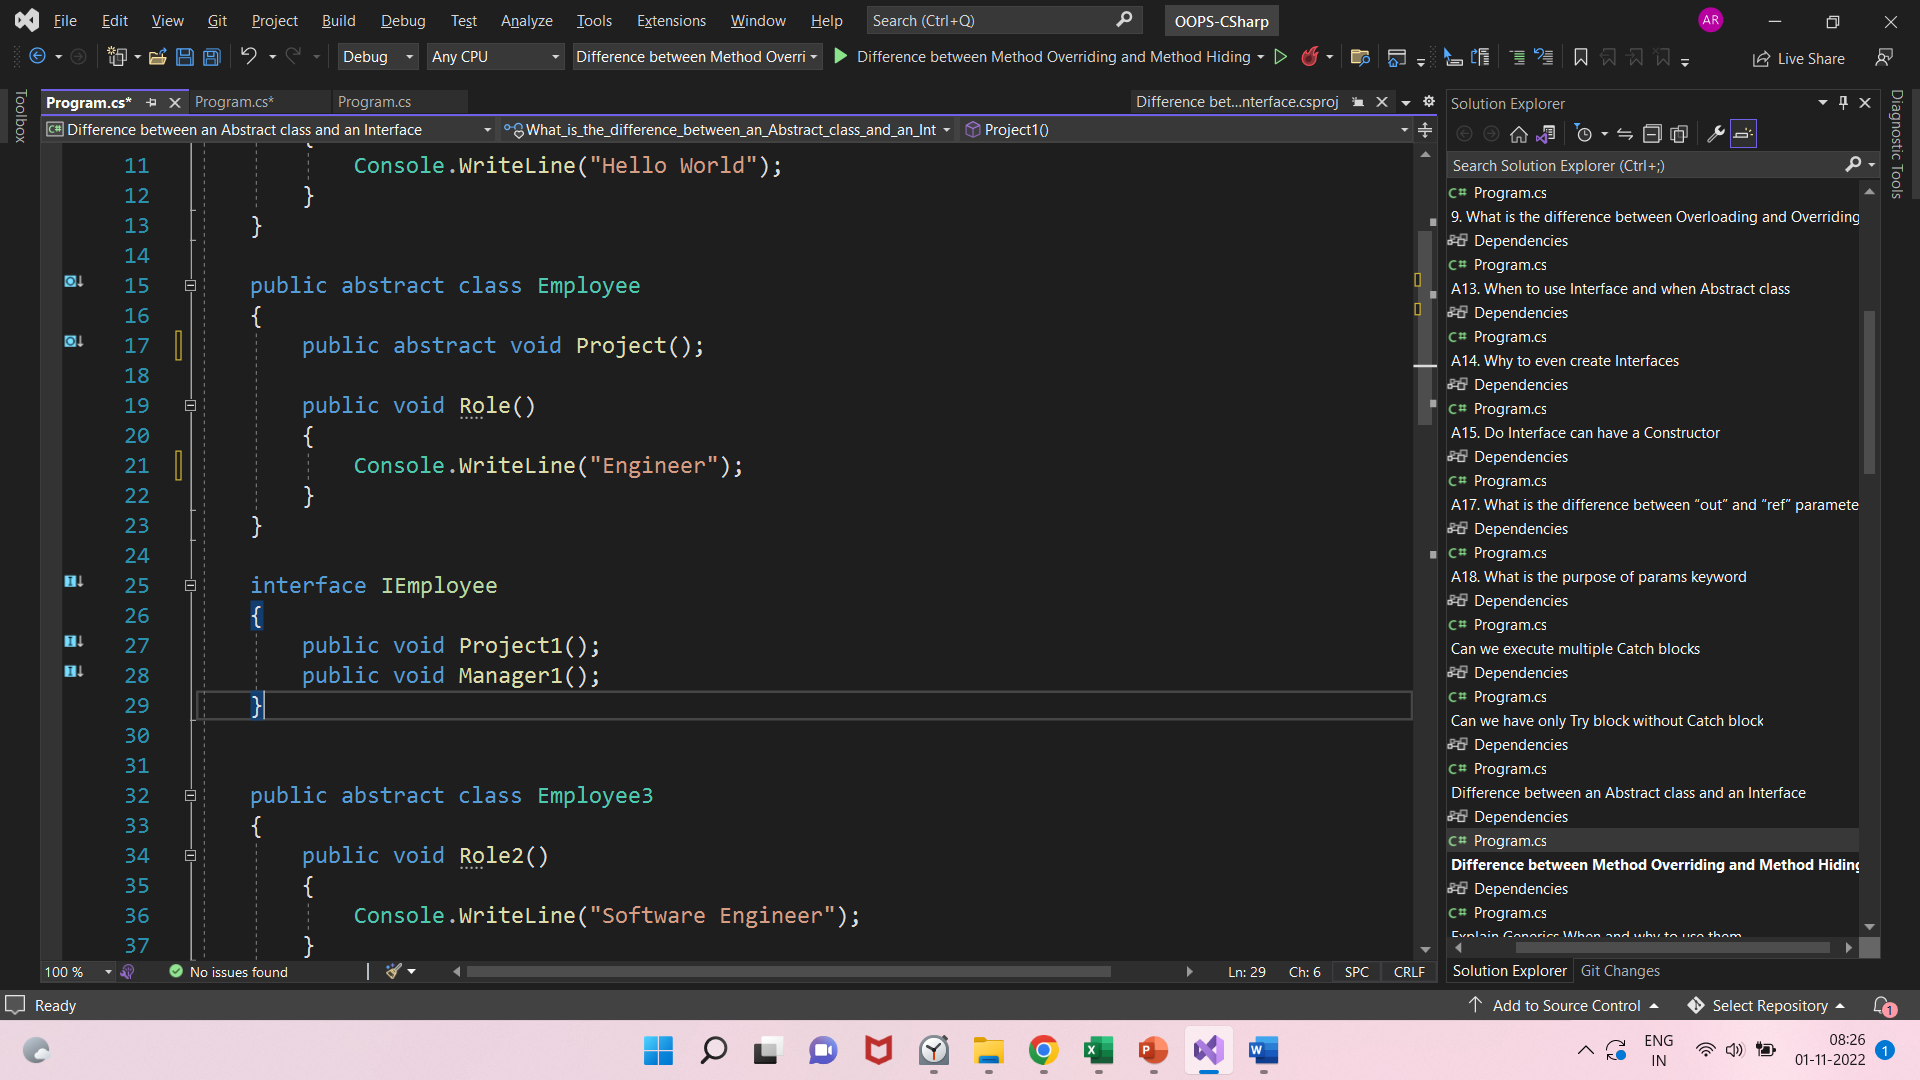 File Edit View Git Project Build Debug Test Analyze Tools Extensions Window Help Search (Ctrl+Q) OOPS-CSharp AR
Debug Any CPU Difference between Method Overri Difference between Method Overriding and Method Hiding Live Share
Toolbox
Program.cs* Program.cs* Program.cs Difference bet...nterface.csproj
Difference between an Abstract class and an Interface What_is_the_difference_between_an_Abstract_class_and_an_Int Project1()
{
11 Console.WriteLine("Hello World");
12 }
13 }
14
15 public abstract class Employee
16 {
17 public abstract void Project();
18
19 public void Role()
20 {
21 Console.WriteLine("Engineer");
22 }
23 }
24
25 interface IEmployee
26 {
27 public void Project1();
28 public void Manager1();
29 }
30
31
32 public abstract class Employee3
33 {
34 public void Role2()
35 {
36 Console.WriteLine("Software Engineer");
37 }
100 % No issues found Ln: 29 Ch: 6 SPC CRLF
Solution Explorer
Search Solution Explorer (Ctrl+;)
C# Program.cs
9. What is the difference between Overloading and Overriding
Dependencies
C# Program.cs
A13. When to use Interface and when Abstract class
Dependencies
C# Program.cs
A14. Why to even create Interfaces
Dependencies
C# Program.cs
A15. Do Interface can have a Constructor
Dependencies
C# Program.cs
A17. What is the difference between “out” and “ref” paramete
Dependencies
C# Program.cs
A18. What is the purpose of params keyword
Dependencies
C# Program.cs
Can we execute multiple Catch blocks
Dependencies
C# Program.cs
Can we have only Try block without Catch block
Dependencies
C# Program.cs
Difference between an Abstract class and an Interface
Dependencies
C# Program.cs
Difference between Method Overriding and Method Hiding
Dependencies
C# Program.cs
Explain Generics When and why to use them
Solution Explorer Git Changes
Diagnostic Tools
Ready Add to Source Control Select Repository 1
ENG
IN
08:26
01-11-2022
1